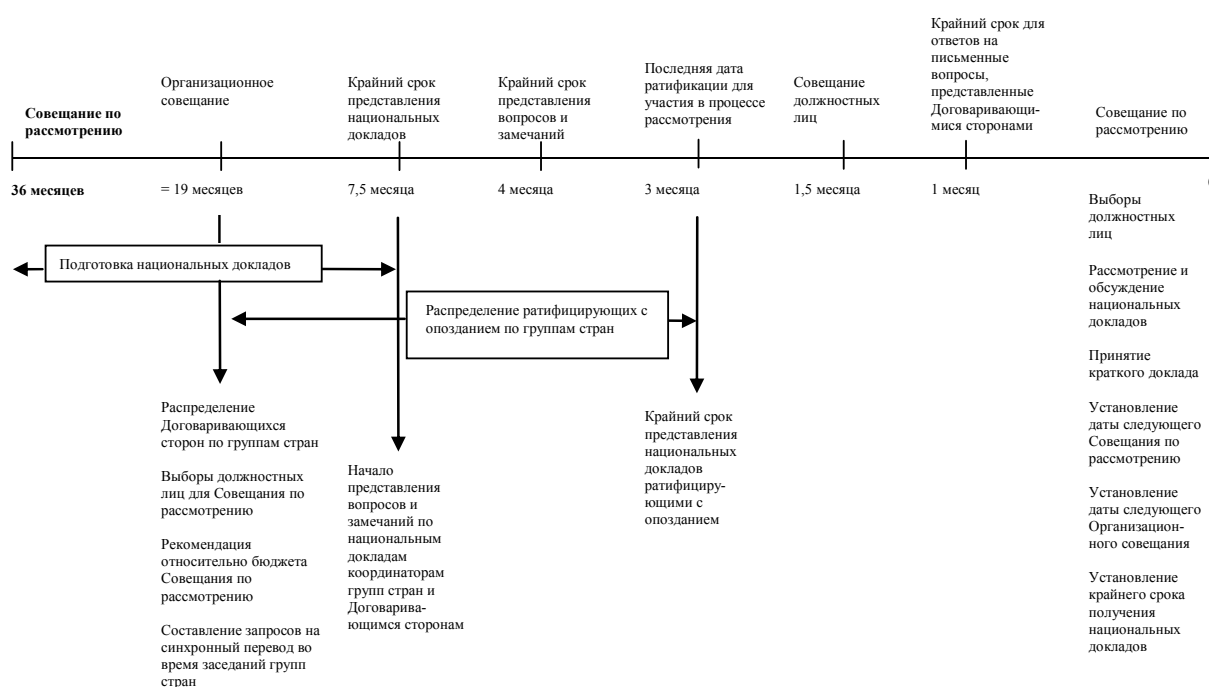 Совещание по
рассмотрению
Организационное
совещание
Крайний срок
представления
национальных
докладов
Крайний срок
представления
вопросов и
замечаний
Последняя дата
ратификации для
участия в процессе
рассмотрения
Совещание
должностных
лиц
Крайний срок для
ответов на
письменные
вопросы,
представленные
Договаривающи-
мися сторонами
Совещание по
рассмотрению
36 месяцев
= 19 месяцев
7,5 месяца
4 месяца
3 месяца
1,5 месяца
1 месяц
Подготовка национальных докладов
Распределение ратифицирующих с
опозданием по группам стран
Распределение
Договаривающихся
сторон по группам стран
Выборы должностных
лиц для Совещания по
рассмотрению
Рекомендация
относительно бюджета
Совещания по
рассмотрению
Составление запросов на
синхронный перевод во
время заседаний групп
стран
Начало
представления
вопросов и
замечаний по
национальным
докладам
координаторам
групп стран и
Договарива-
ющимся сторонам
Крайний срок
представления
национальных
докладов
ратифициру-
ющими с
опозданием
Выборы
должностных
лиц
Рассмотрение и
обсуждение
национальных
докладов
Принятие
краткого доклада
Установление
даты следующего
Совещания по
рассмотрению
Установление
даты следующего
Организацион-
ного совещания
Установление
крайнего срока
получения
национальных
докладов